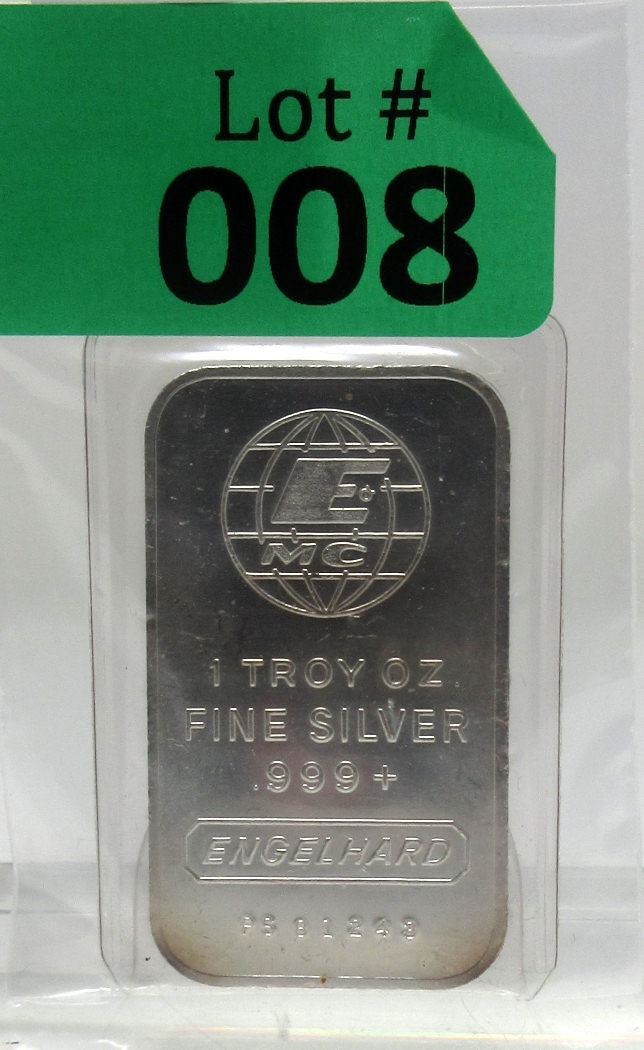 Lot #
008
E
MC
1 TROY OZ.
FINE SILVER
.999+
ENGELHARD